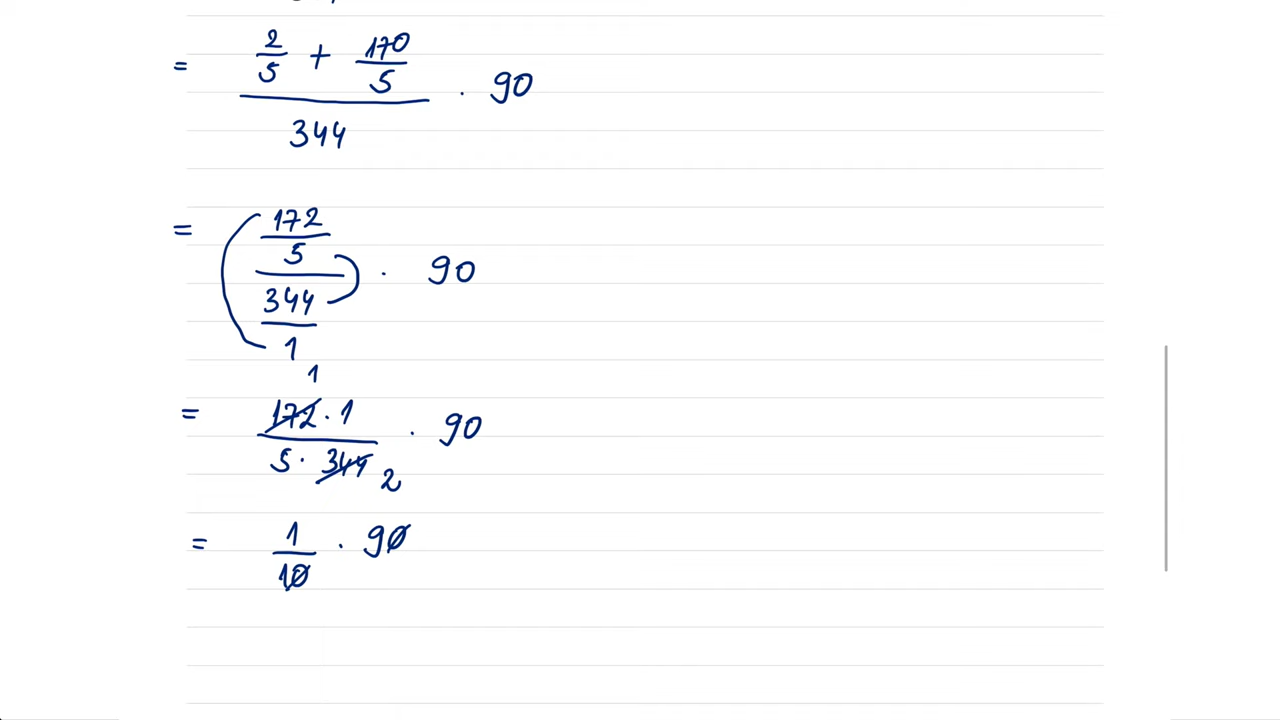 = (2/5 + 170/5)/344 · 90
= (172/5)/(344/1) · 90
1
= (172 · 1)/(5 · 344) · 90
2
= 1/10 · 90